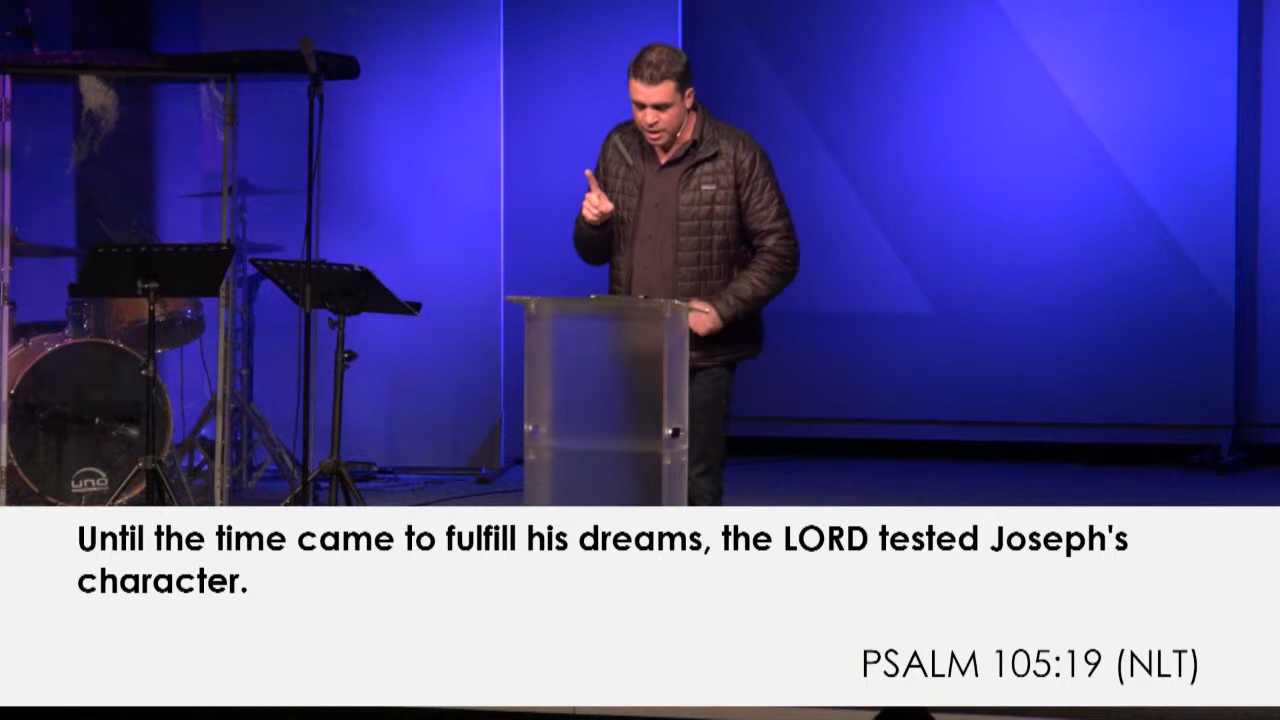 uno
Until the time came to fulfill his dreams, the LORD tested Joseph's
character.
PSALM 105:19 (NLT)